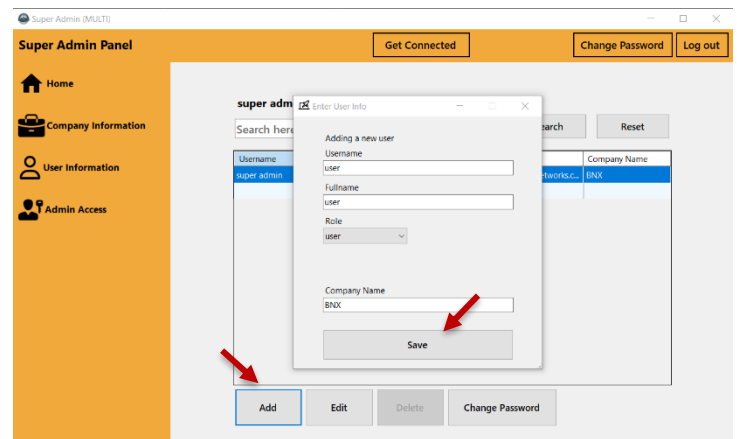 Super Admin (MULTI)
Super Admin Panel
Get Connected
Change Password
Log out
Home
Company Information
User Information
Admin Access
super adm
Search here
earch
Reset
Username
Company Name
super admin
etworks.c...
BNX
Enter User Info
Adding a new user
Username
user
Fullname
user
Role
user
Company Name
BNX
Save
Add
Edit
Delete
Change Password